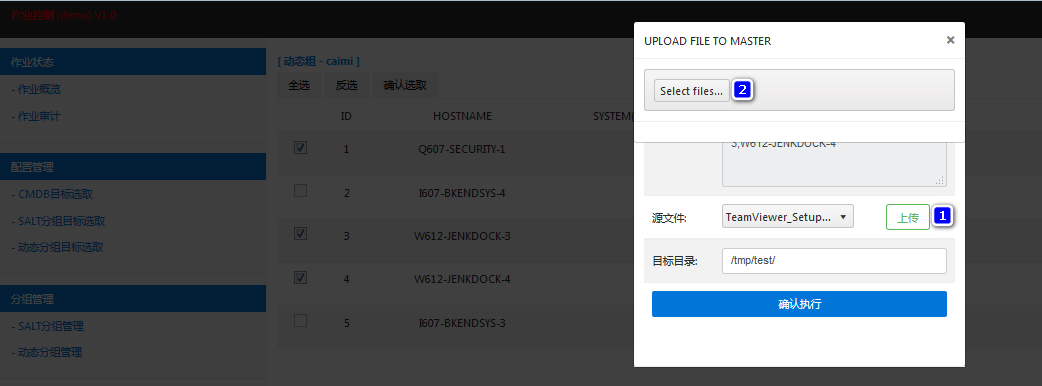 作业控制 (demo) V1.0
作业状态
- 作业概览
- 作业审计
配置管理
- CMDB目标选取
- SALT分组目标选取
- 动态分组目标选取
分组管理
- SALT分组管理
- 动态分组管理
[ 动态组 - caimi ]
全选 反选 确认选取
ID HOSTNAME SYSTEM
1 Q607-SECURITY-1
2 I607-BKENDSYS-4
3 W612-JENKDOCK-3
4 W612-JENKDOCK-4
5 I607-BKENDSYS-3
UPLOAD FILE TO MASTER ×
Select files... 2
3,W612-JENKDOCK-4
源文件: TeamViewer_Setup... 上传 1
目标目录: /tmp/test/
确认执行